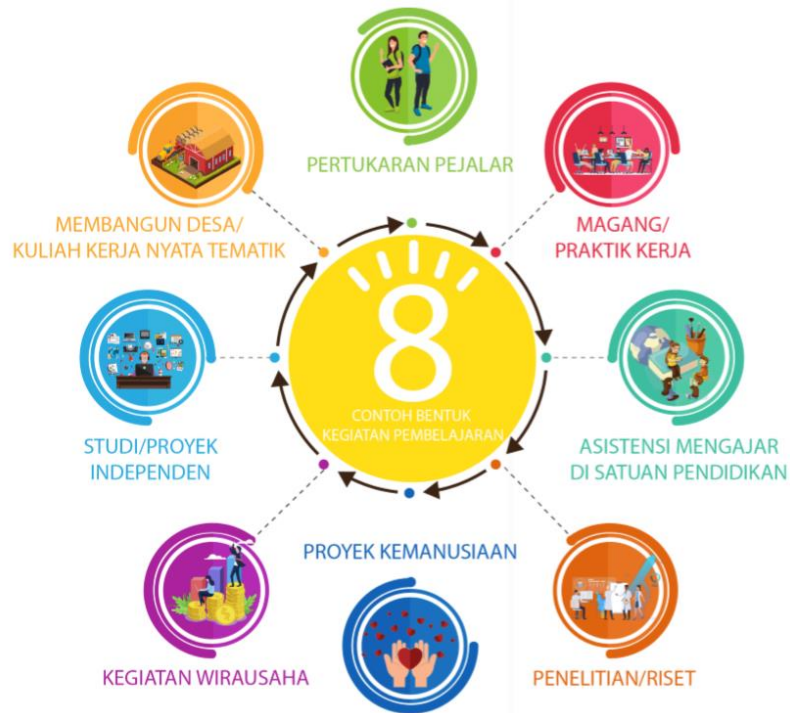 PERTUKARAN PEJALAR
MAGANG/
PRAKTIK KERJA
ASISTENSI MENGAJAR
DI SATUAN PENDIDIKAN
PENELITIAN/RISET
PROYEK KEMANUSIAAN
KEGIATAN WIRAUSAHA
STUDI/PROYEK
INDEPENDEN
MEMBANGUN DESA/
KULIAH KERJA NYATA TEMATIK
8
CONTOH BENTUK
KEGIATAN PEMBELAJARAN